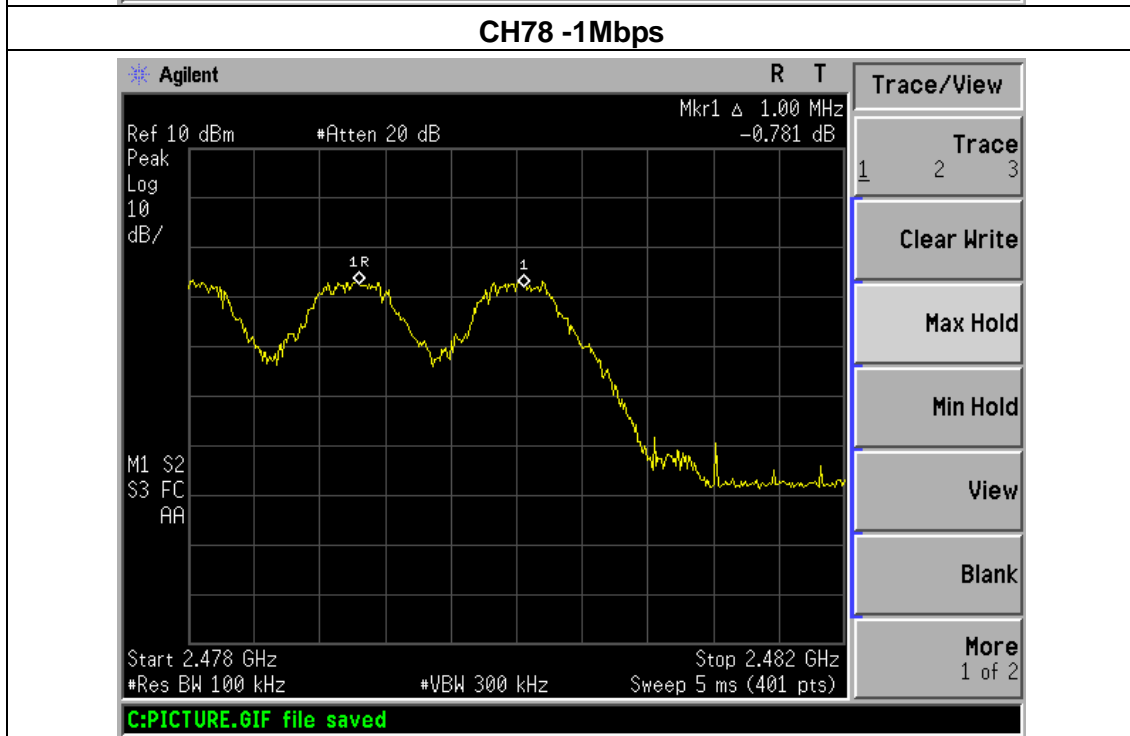 CH78 -1Mbps
Agilent R T
Trace/View
Mkr1 Δ 1.00 MHz
Ref 10 dBm #Atten 20 dB -0.781 dB
Peak
Log
10
dB/
1R
1
M1 S2
S3 FC
AA
Start 2.478 GHz Stop 2.482 GHz
#Res BW 100 kHz #VBW 300 kHz Sweep 5 ms (401 pts)
C:PICTURE.GIF file saved
Trace
1 2 3
Clear Write
Max Hold
Min Hold
View
Blank
More
1 of 2